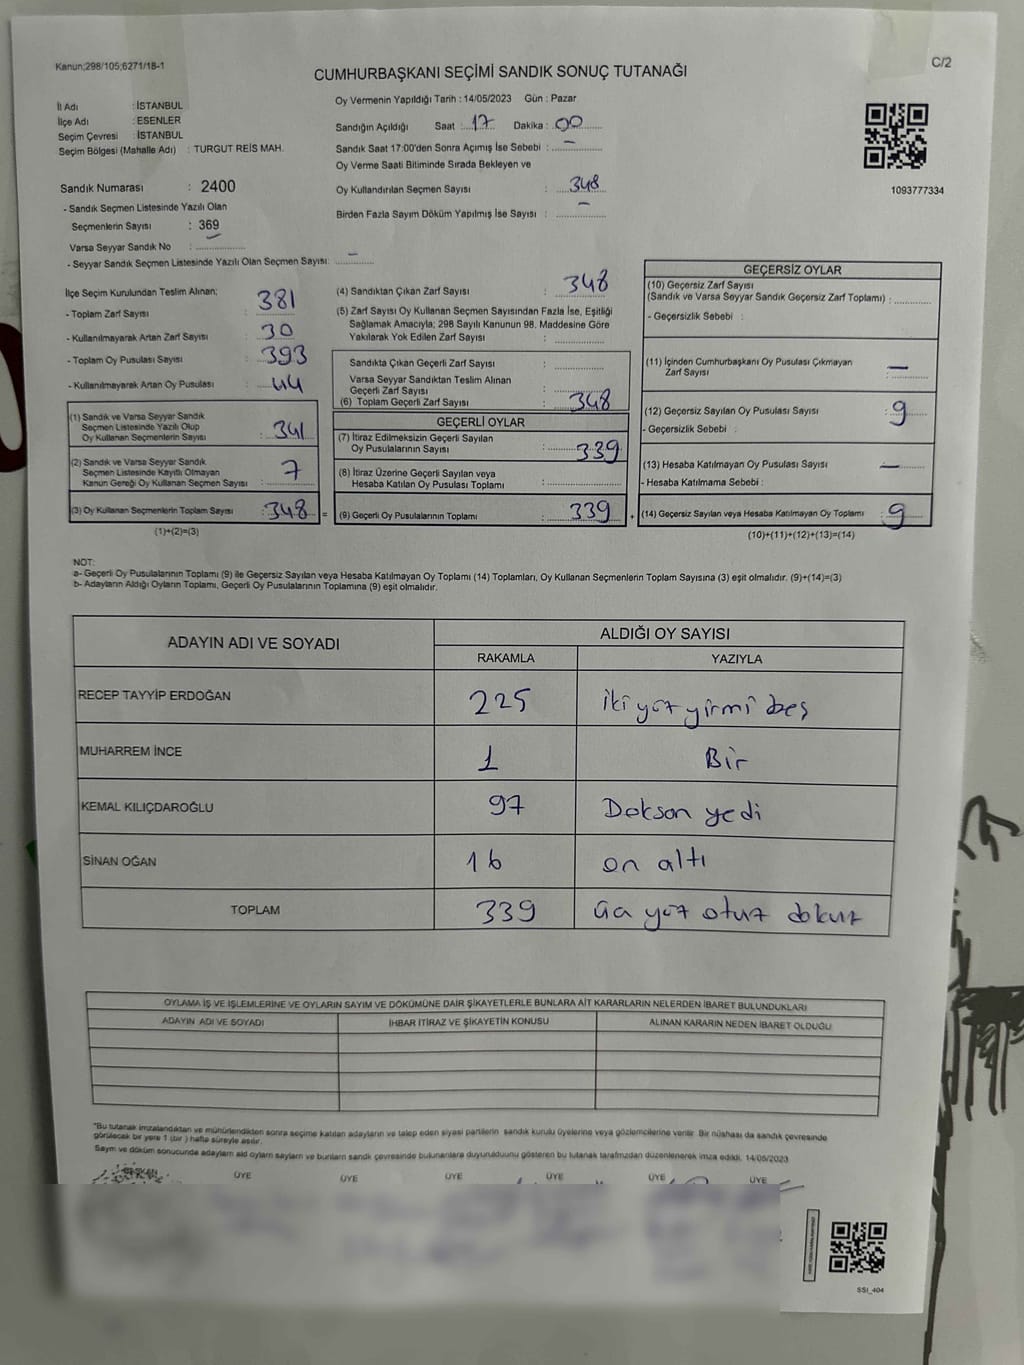 Kanun;298/105;6271/18-1
C/2
CUMHURBAŞKANI SEÇİMİ SANDIK SONUÇ TUTANAĞI
İl Adı : İSTANBUL
İlçe Adı : ESENLER
Seçim Çevresi : İSTANBUL
Seçim Bölgesi (Mahalle Adı) : TURGUT REİS MAH.
Sandık Numarası : 2400
- Sandık Seçmen Listesinde Yazılı Olan
Seçmenlerin Sayısı : 369
Varsa Seyyar Sandık No : -
- Seyyar Sandık Seçmen Listesinde Yazılı Olan Seçmen Sayısı: -
Oy Vermenin Yapıldığı Tarih : 14/05/2023 Gün : Pazar
Sandığın Açıldığı Saat : 17 Dakika : 00
Sandık Saat 17:00'den Sonra Açımış İse Sebebi : -
Oy Verme Saati Bitiminde Sırada Bekleyen ve
Oy Kullandırılan Seçmen Sayısı : 348
Birden Fazla Sayım Döküm Yapılmış İse Sayısı : -
1093777334
İlçe Seçim Kurulundan Teslim Alınan;
- Toplam Zarf Sayısı : 381
- Kullanılmayarak Artan Zarf Sayısı : 30
- Toplam Oy Pusulası Sayısı : 393
- Kullanılmayarak Artan Oy Pusulası : 44
(1) Sandık ve Varsa Seyyar Sandık
Seçmen Listesinde Yazılı Olup
Oy Kullanan Seçmenlerin Sayısı : 341
(2) Sandık ve Varsa Seyyar Sandık
Seçmen Listesinde Kayıtlı Olmayan
Kanun Gereği Oy Kullanan Seçmen Sayısı : 7
(3) Oy Kullanan Seçmenlerin Toplam Sayısı : 348 =
(1)+(2)=(3)
(4) Sandıktan Çıkan Zarf Sayısı : 348
(5) Zarf Sayısı Oy Kullanan Seçmen Sayısından Fazla İse, Eşitliği
Sağlamak Amacıyla; 298 Sayılı Kanunun 98. Maddesine Göre
Yakılarak Yok Edilen Zarf Sayısı :
Sandıkta Çıkan Geçerli Zarf Sayısı :
Varsa Seyyar Sandıktan Teslim Alınan
Geçerli Zarf Sayısı :
(6) Toplam Geçerli Zarf Sayısı : 348
GEÇERLİ OYLAR
(7) İtiraz Edilmeksizin Geçerli Sayılan
Oy Pusulalarının Sayısı : 339
(8) İtiraz Üzerine Geçerli Sayılan veya
Hesaba Katılan Oy Pusulası Toplamı :
(9) Geçerli Oy Pusulalarının Toplamı : 339 +
GEÇERSİZ OYLAR
(10) Geçersiz Zarf Sayısı
(Sandık ve Varsa Seyyar Sandık Geçersiz Zarf Toplamı) :
- Geçersizlik Sebebi :
(11) İçinden Cumhurbaşkanı Oy Pusulası Çıkmayan
Zarf Sayısı : -
(12) Geçersiz Sayılan Oy Pusulası Sayısı : 9
- Geçersizlik Sebebi :
(13) Hesaba Katılmayan Oy Pusulası Sayısı : -
- Hesaba Katılmama Sebebi :
(14) Geçersiz Sayılan veya Hesaba Katılmayan Oy Toplamı : 9
(10)+(11)+(12)+(13)=(14)
NOT:
a- Geçerli Oy Pusulalarının Toplamı (9) ile Geçersiz Sayılan veya Hesaba Katılmayan Oy Toplamı (14) Toplamları, Oy Kullanan Seçmenlerin Toplam Sayısına (3) eşit olmalıdır. (9)+(14)=(3)
b- Adayların Aldığı Oyların Toplamı, Geçerli Oy Pusulalarının Toplamına (9) eşit olmalıdır.
ADAYIN ADI VE SOYADI ALDIĞI OY SAYISI
RAKAMLA YAZIYLA
RECEP TAYYİP ERDOĞAN 225 iki yüz yirmi beş
MUHARREM İNCE 1 Bir
KEMAL KILIÇDAROĞLU 97 Doksan yedi
SİNAN OĞAN 16 on altı
TOPLAM 339 üç yüz otuz dokuz
OYLAMA İŞ VE İŞLEMLERİNE VE OYLARIN SAYIM VE DÖKÜMÜNE DAİR ŞİKAYETLERLE BUNLARA AİT KARARLARIN NELERDEN İBARET BULUNDUKLARI
ADAYIN ADI VE SOYADI İHBAR İTİRAZ VE ŞİKAYETİN KONUSU ALINAN KARARIN NEDEN İBARET OLDUĞU
"Bu tutanak imzalandıktan ve mühürlendikten sonra seçime katılan adayların ve talep eden siyasi partilerin sandık kurulu üyelerine veya gözlemcilerine verilir. Bir nüshası da sandık çevresinde
görülecek bir yere 1 (bir ) hafta süreyle asılır.
Sayım ve döküm sonucunda adayların aldı oyların sayıların ve bunların sandık çevresinde bulunanlara duyurulduunu gösteren bu tutanak tarafımızdan düzenlenerek imza edildi. 14/05/2023
BAŞKAN ÜYE ÜYE ÜYE ÜYE ÜYE ÜYE
SSI_404